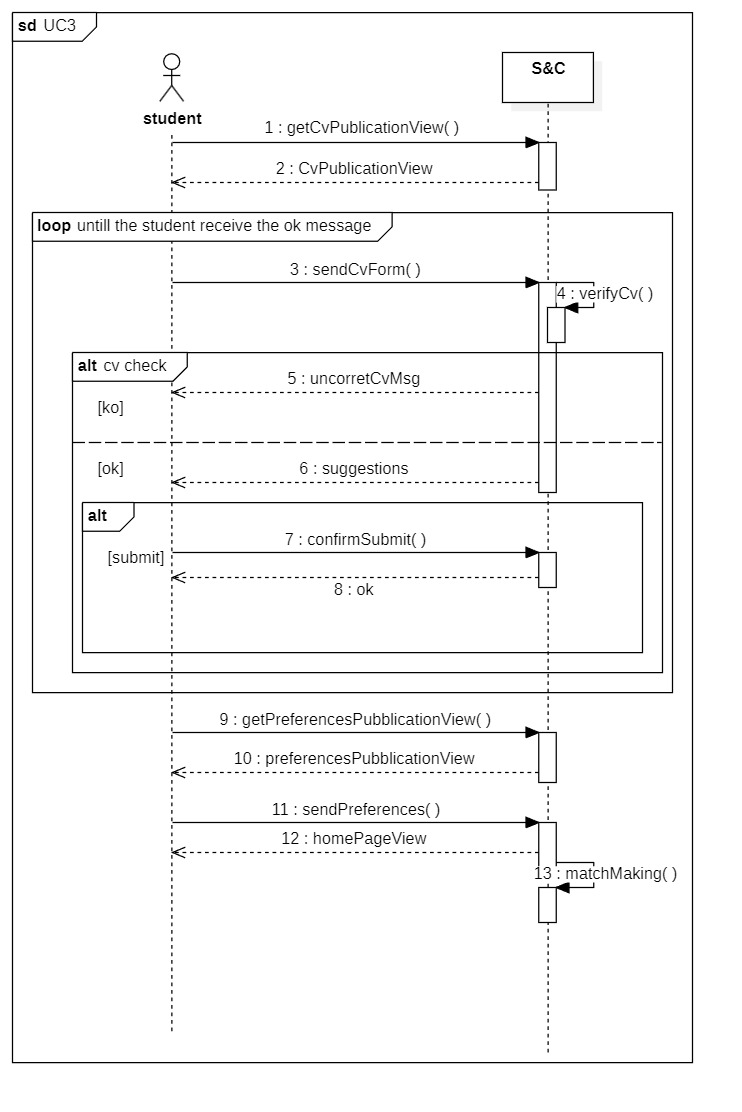 sd UC3
S&C
student
1 : getCvPublicationView( )
2 : CvPublicationView
loop untill the student receive the ok message
3 : sendCvForm( )
4 : verifyCv( )
alt cv check
5 : uncorretCvMsg
[ko]
[ok]
6 : suggestions
alt
7 : confirmSubmit( )
[submit]
8 : ok
9 : getPreferencesPubblicationView( )
10 : preferencesPubblicationView
11 : sendPreferences( )
12 : homePageView
13 : matchMaking( )